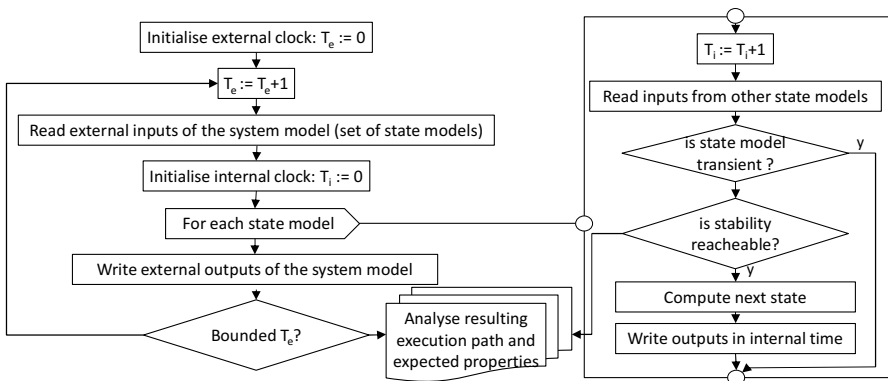 Initialise external clock: Te := 0
Te := Te+1
Read external inputs of the system model (set of state models)
Initialise internal clock: Ti := 0
For each state model
Write external outputs of the system model
Bounded Te?
Analyse resulting
execution path and
expected properties
Ti := Ti+1
Read inputs from other state models
is state model
transient ?
y
is stability
reacheable?
y
Compute next state
Write outputs in internal time